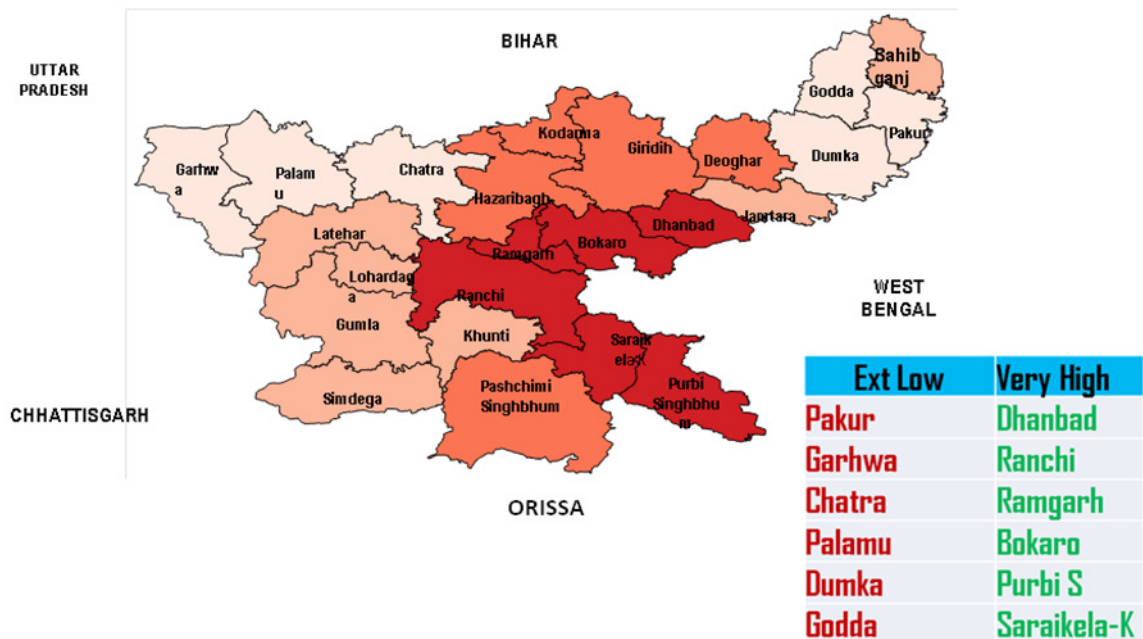 BIHAR
UTTAR
PRADESH
Sahib
ganj
Godda
Pakur
Kodarma
Giridih
Deoghar
Dumka
Garhw
a
Palam
u
Chatra
Hazaribagh
Jamtara
Dhanbad
Latehar
Bokaro
Ramgarh
Lohardag
a
Ranchi
WEST
BENGAL
Gumla
Khunti
Saraik
ela-K
Simdega
Pashchimi
Singhbhum
Purbi
Singhbhu
m
CHHATTISGARH
ORISSA
Ext Low Very High
Pakur Dhanbad
Garhwa Ranchi
Chatra Ramgarh
Palamu Bokaro
Dumka Purbi S
Godda Saraikela-K